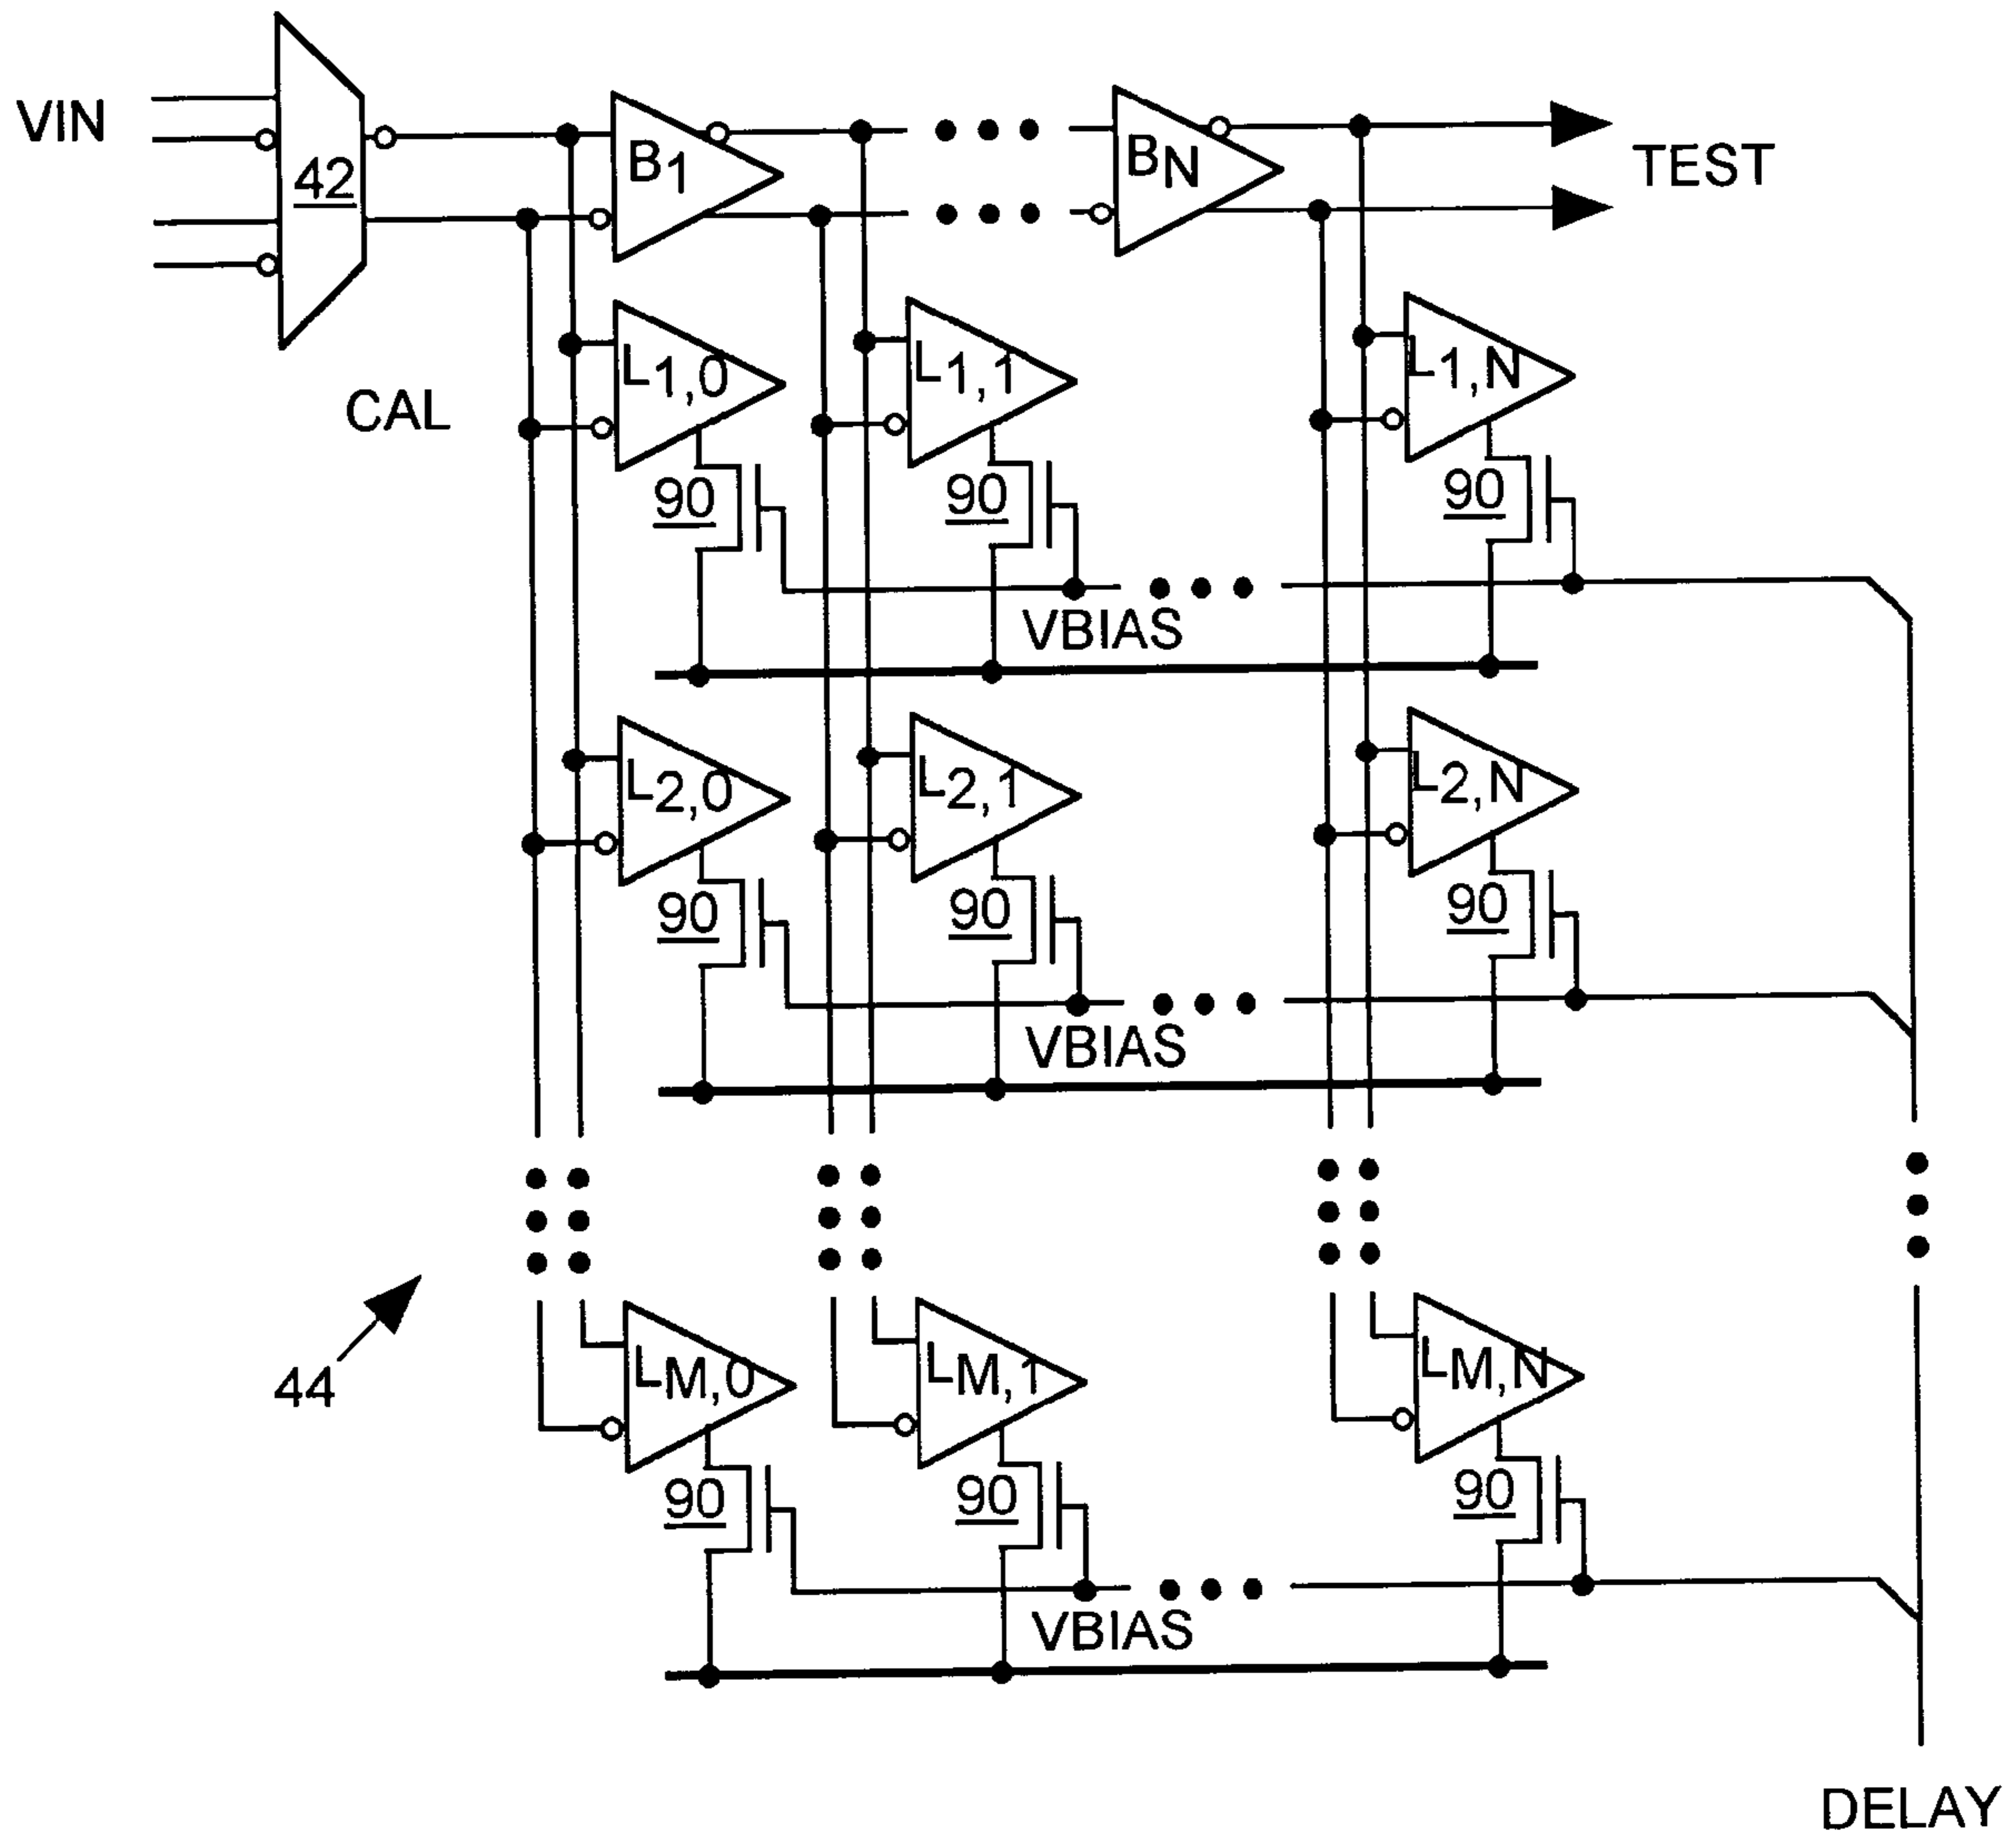 VIN
42
B1
BN
TEST
CAL
L1,0
L1,1
L1,N
90
90
90
VBIAS
L2,0
L2,1
L2,N
90
90
90
VBIAS
44
LM,0
LM,1
LM,N
90
90
90
VBIAS
DELAY